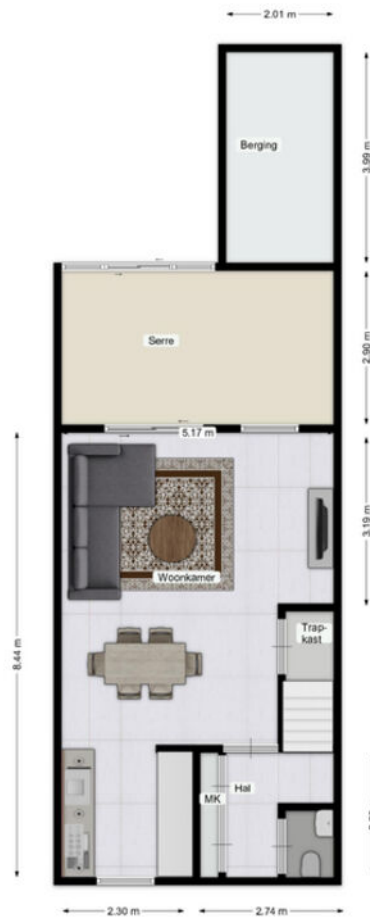 2.01 m
Berging
3.99 m
Serre
2.90 m
5.17 m
3.19 m
Woonkamer
8.44 m
Trap-
kast
Hal
MK
2.30 m
2.74 m